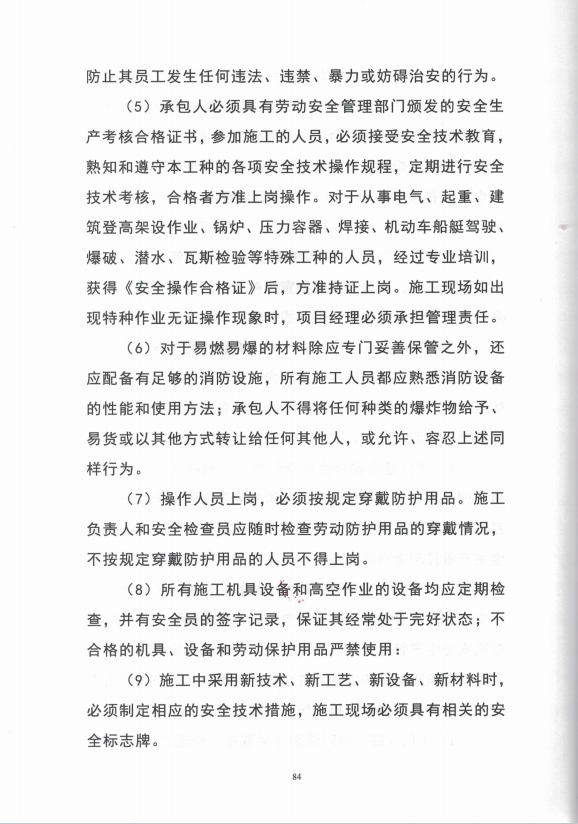 防止其员工发生任何违法、违禁、暴力或妨碍治安的行为。
（5）承包人必须具有劳动安全管理部门颁发的安全生
产考核合格证书，参加施工的人员，必须接受安全技术教育，
熟知和遵守本工种的各项安全技术操作规程，定期进行安全
技术考核，合格者方准上岗操作。对于从事电气、起重、建
筑登高架设作业、锅炉、压力容器、焊接、机动车船艇驾驶、
爆破、潜水、瓦斯检验等特殊工种的人员，经过专业培训，
获得《安全操作合格证》后，方准持证上岗。施工现场如出
现特种作业无证操作现象时，项目经理必须承担管理责任。
（6）对于易燃易爆的材料除应专门妥善保管之外，还
应配备有足够的消防设施，所有施工人员都应熟悉消防设备
的性能和使用方法；承包人不得将任何种类的爆炸物给予、
易货或以其他方式转让给任何其他人，或允许、容忍上述同
样行为。
（7）操作人员上岗，必须按规定穿戴防护用品。施工
负责人和安全检查员应随时检查劳动防护用品的穿戴情况，
不按规定穿戴防护用品的人员不得上岗。
（8）所有施工机具设备和高空作业的设备均应定期检
查，并有安全员的签字记录，保证其经常处于完好状态；不
合格的机具、设备和劳动保护用品严禁使用：
（9）施工中采用新技术、新工艺、新设备、新材料时，
必须制定相应的安全技术措施，施工现场必须具有相关的安
全标志牌。
84